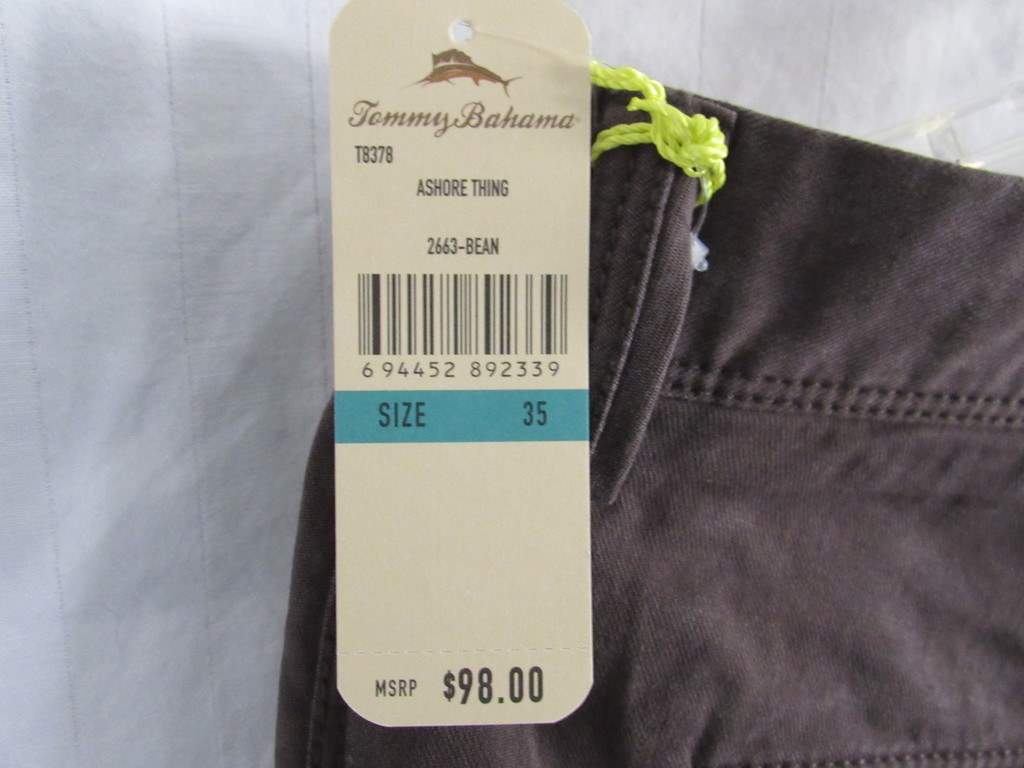 Tommy Bahama
T8378
ASHORE THING
2663-BEAN
6 94452 892339
SIZE 35
MSRP $98.00